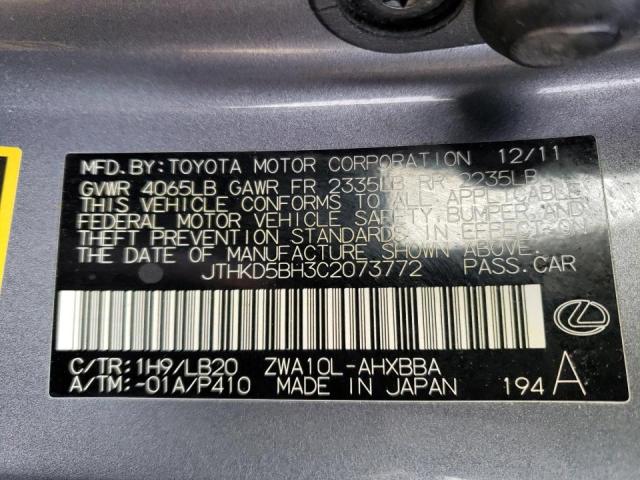 MFD.BY:TOYOTA MOTOR CORPORATION 12/11
GVWR 4065LB GAWR FR 2335LB RR 2235LB
THIS VEHICLE CONFORMS TO ALL APPLICABLE
FEDERAL MOTOR VEHICLE SAFETY,BUMPER,AND
THEFT PREVENTION STANDARDS IN EFFECT ON
THE DATE OF MANUFACTURE SHOWN ABOVE.
JTHKD5BH3C2073772 PASS.CAR
C/TR:1H9/LB20 ZWA10L-AHXBBA
A/TM:-01A/P410 MADE IN JAPAN 194 A